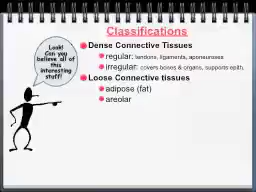 Classifications
Dense Connective Tissues
regular: tendons, ligaments, aponeuroses
irregular: covers bones & organs, supports epith.
Loose Connective tissues
adipose (fat)
areolar
Look!
Can you
believe all of
this
interesting
stuff!